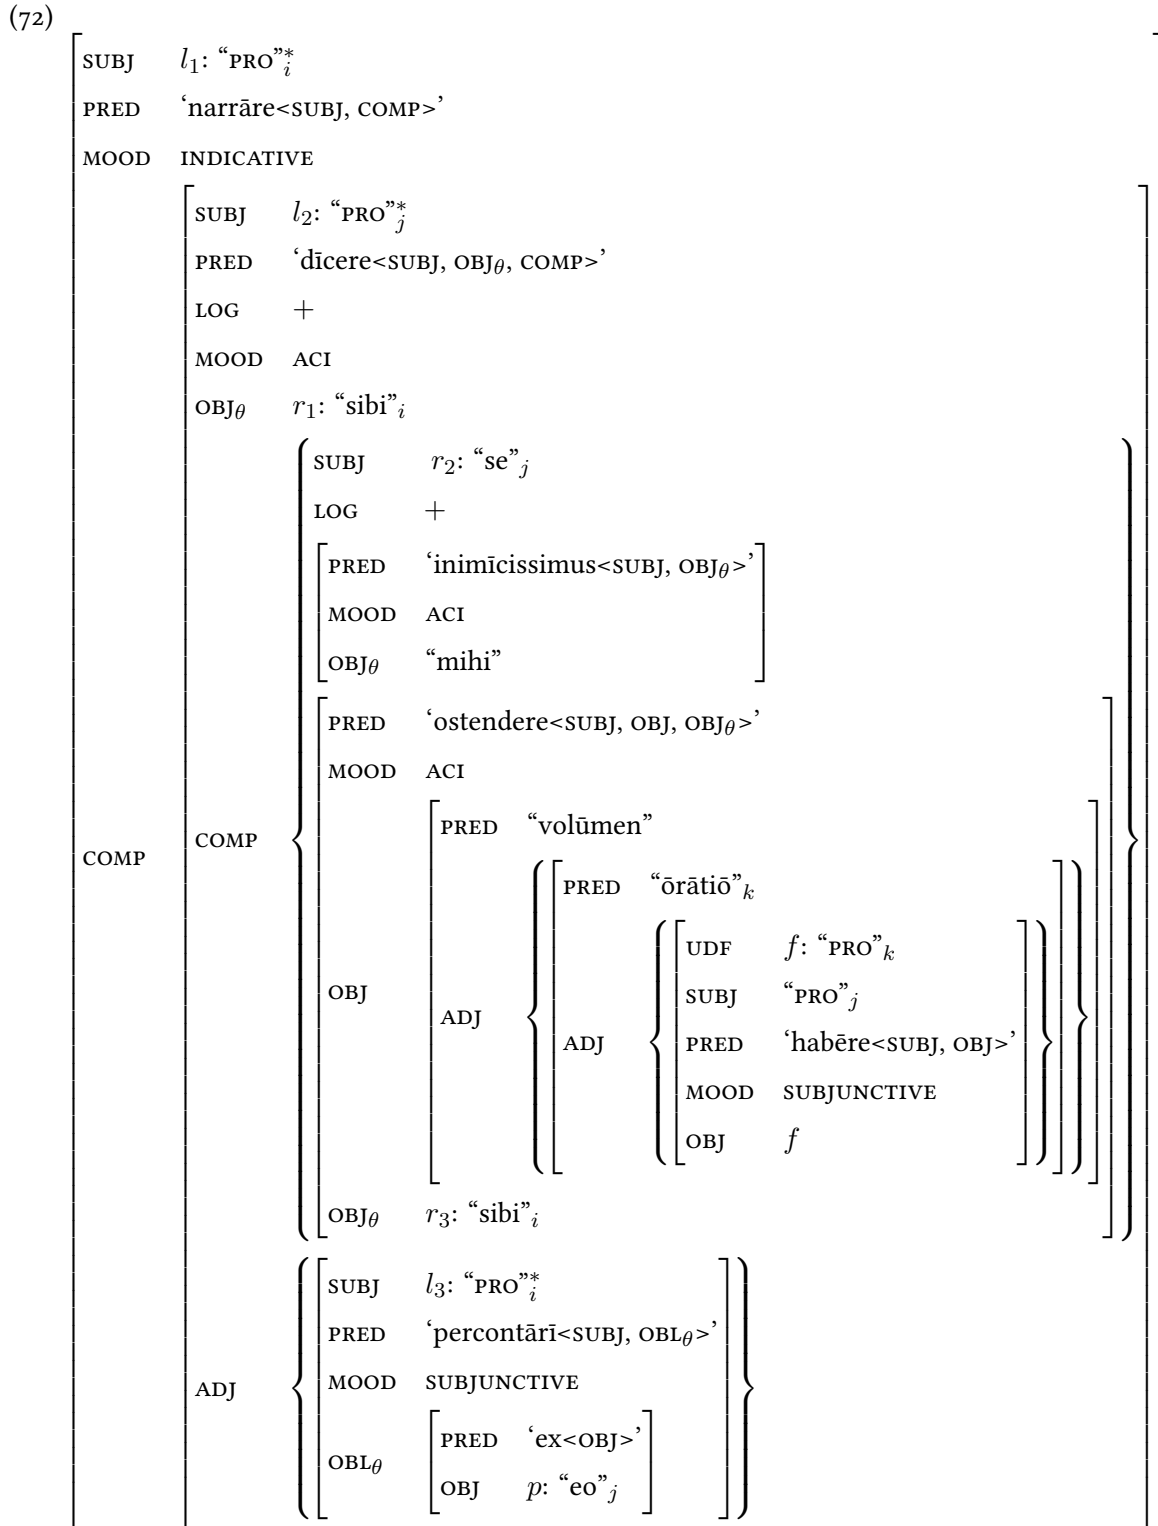 (72)
SUBJ l₁: “PRO”*ᵢ
PRED ‘narrāre<SUBJ, COMP>’
MOOD INDICATIVE
SUBJ l₂: “PRO”*ⱼ
PRED ‘dīcere<SUBJ, OBJθ, COMP>’
LOG +
MOOD ACI
OBJθ r₁: “sibi”ᵢ
SUBJ r₂: “se”ⱼ
LOG +
PRED ‘inimīcissimus<SUBJ, OBJθ>’
MOOD ACI
OBJθ “mihi”
PRED ‘ostendere<SUBJ, OBJ, OBJθ>’
MOOD ACI
PRED “volūmen”
COMP COMP
PRED “ōrātiō”ₖ
UDF f: “PRO”ₖ
OBJ SUBJ “PRO”ⱼ
ADJ ADJ PRED ‘habēre<SUBJ, OBJ>’
MOOD SUBJUNCTIVE
OBJ f
OBJθ r₃: “sibi”ᵢ
SUBJ l₃: “PRO”*ᵢ
PRED ‘percontārī<SUBJ, OBLθ>’
ADJ MOOD SUBJUNCTIVE
PRED ‘ex<OBJ>’
OBLθ
OBJ p: “eo”ⱼ